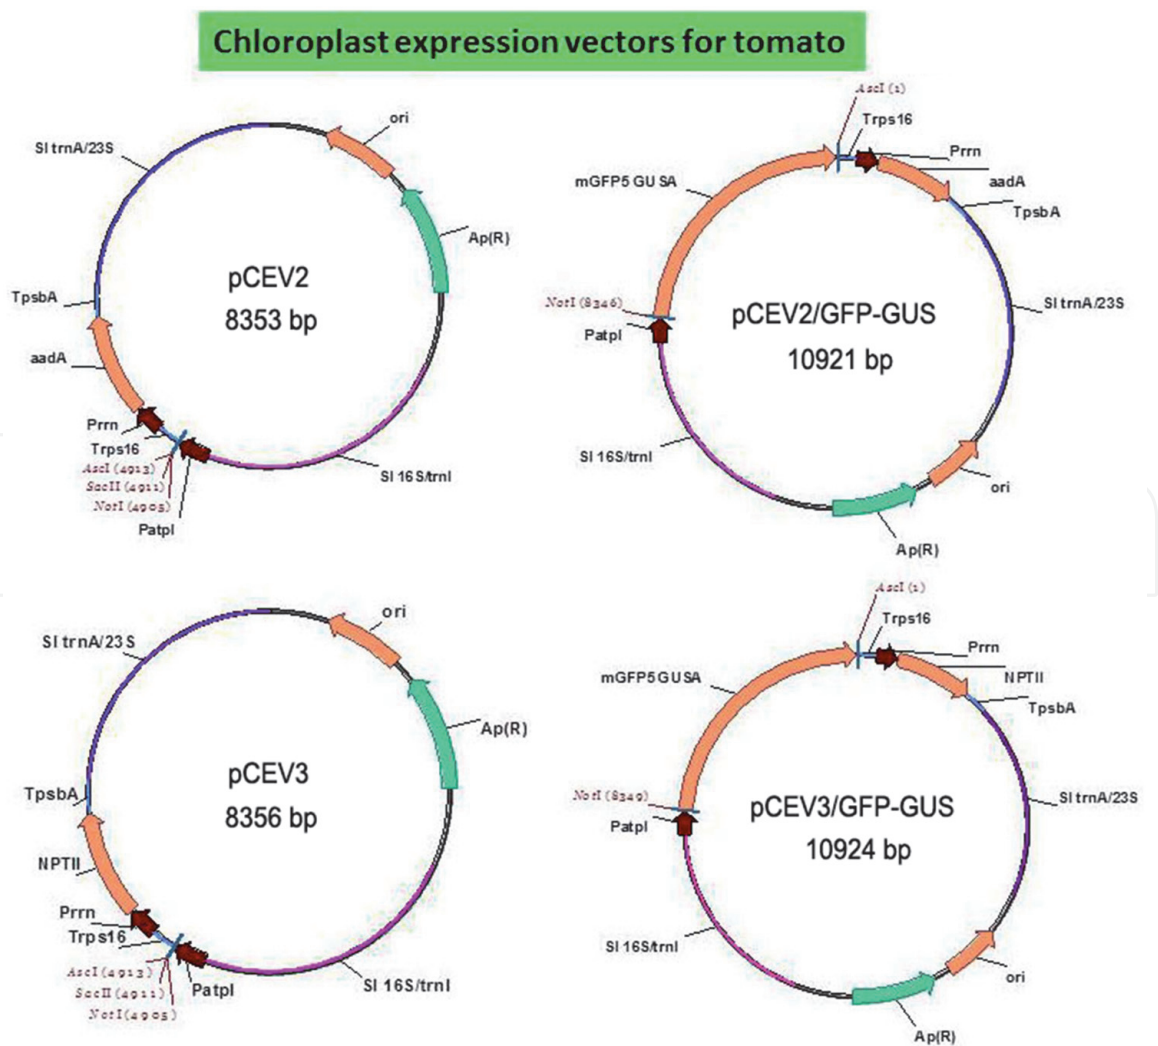 Chloroplast expression vectors for tomato
ori
Sl trnA/23S
Ap(R)
pCEV2
8353 bp
TpsbA
aadA
Prrn
Trps16
AscI (4913)
SacII (4911)
NotI (4905)
PatpI
Sl 16S/trnI
AscI (1)
Trps16
Prrn
aadA
TpsbA
mGFP5 GUSA
NotI (8346)
PatpI
pCEV2/GFP-GUS
10921 bp
Sl trnA/23S
Sl 16S/trnI
ori
Ap(R)
ori
Sl trnA/23S
Ap(R)
pCEV3
8356 bp
TpsbA
NPTII
Prrn
Trps16
AscI (4913)
SacII (4911)
NotI (4905)
PatpI
Sl 16S/trnI
AscI (1)
Trps16
Prrn
NPTII
TpsbA
mGFP5 GUSA
NotI (8349)
PatpI
pCEV3/GFP-GUS
10924 bp
Sl trnA/23S
Sl 16S/trnI
ori
Ap(R)